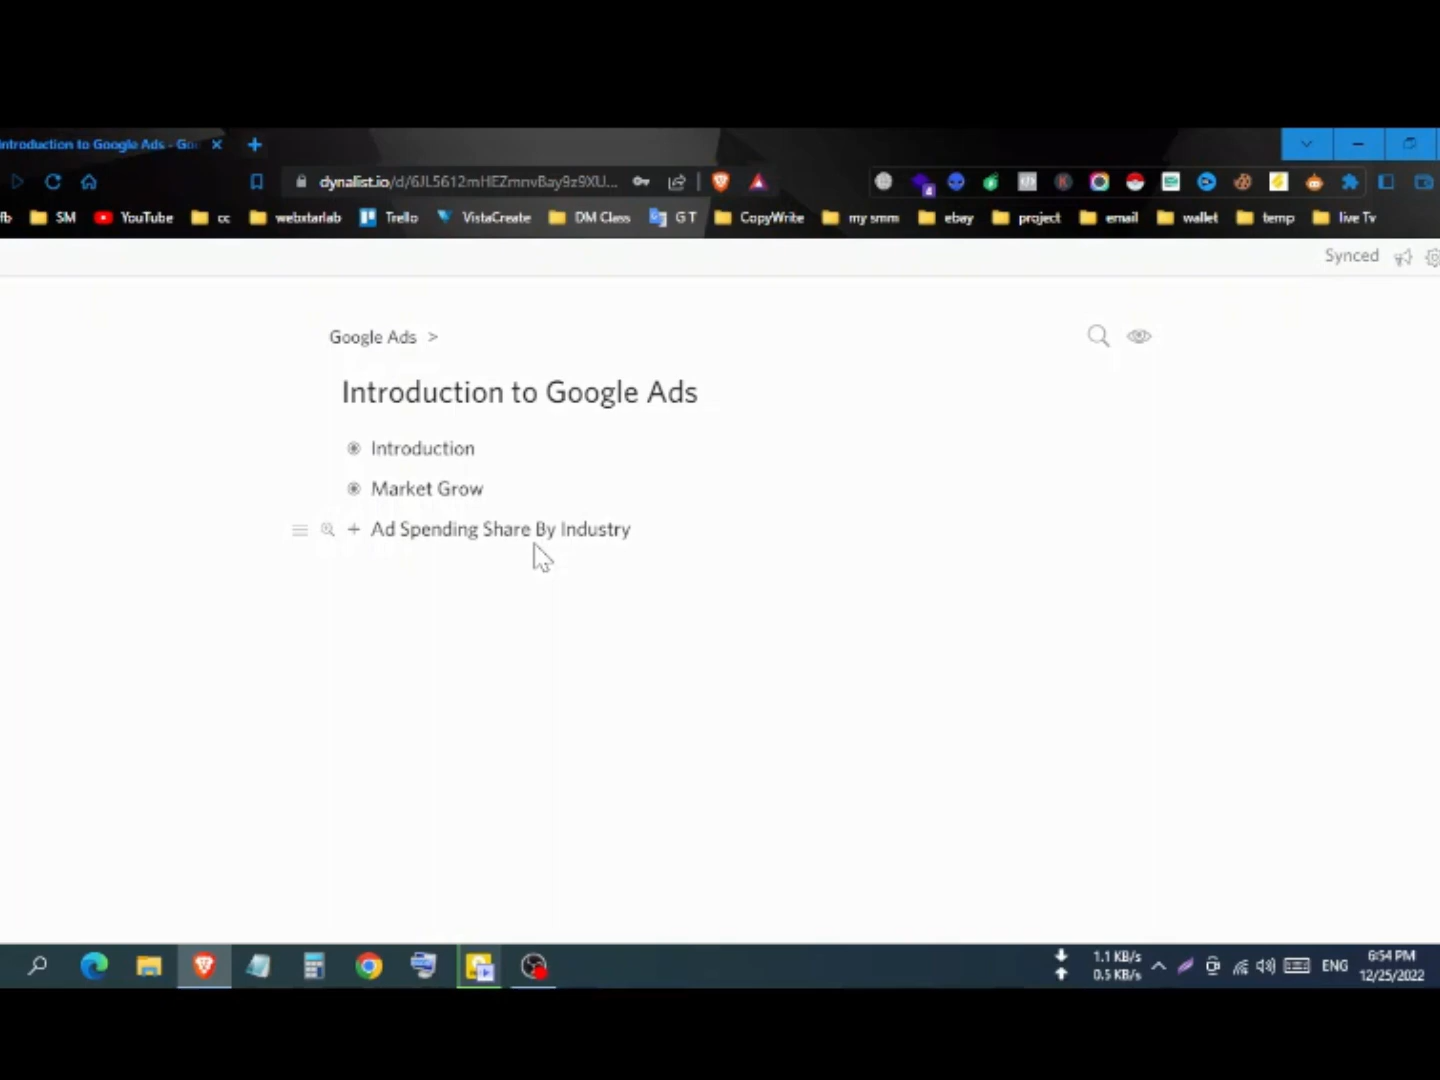 Introduction to Google Ads - Go
dynalist.io/d/6JL5612mHEZmnvBay9z9XU...
fb SM YouTube cc webxtarlab Trello VistaCreate DM Class G T CopyWrite my smm ebay project email wallet temp live Tv
Synced
Google Ads >
Introduction to Google Ads
Introduction
Market Grow
+ Ad Spending Share By Industry
1.1 KB/s
0.5 KB/s
ENG
6:54 PM
12/25/2022